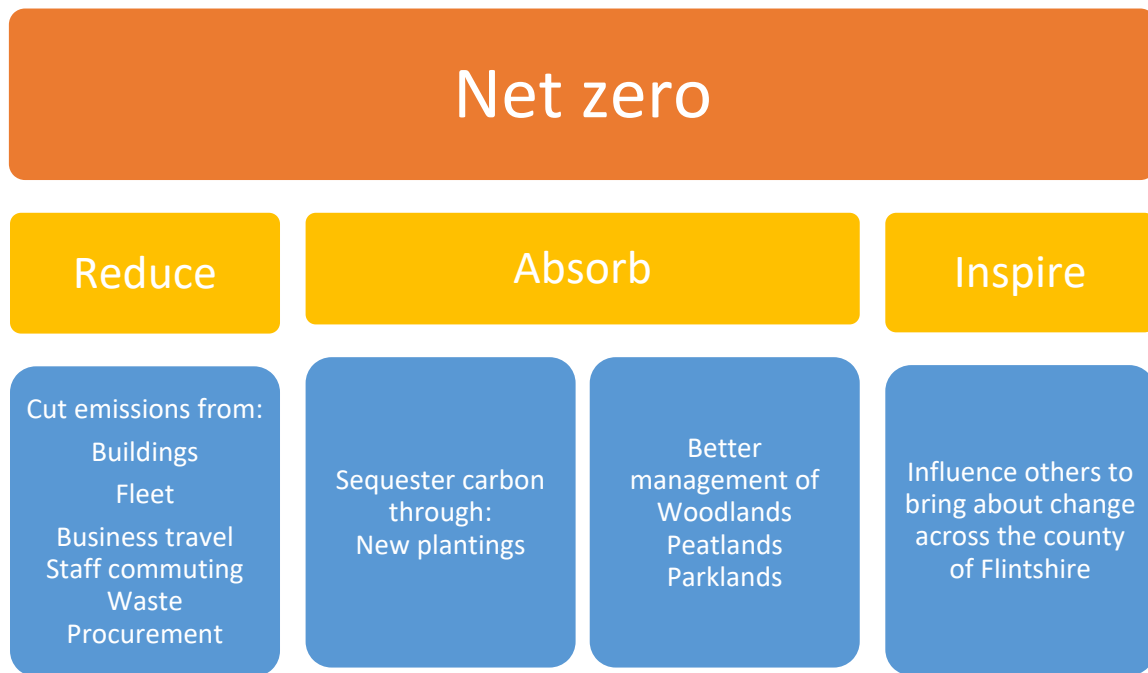 Net zero
Reduce
Absorb
Inspire
Cut emissions from:
Buildings
Fleet
Business travel
Staff commuting
Waste
Procurement
Sequester carbon
through:
New plantings
Better
management of
Woodlands
Peatlands
Parklands
Influence others to
bring about change
across the county
of Flintshire